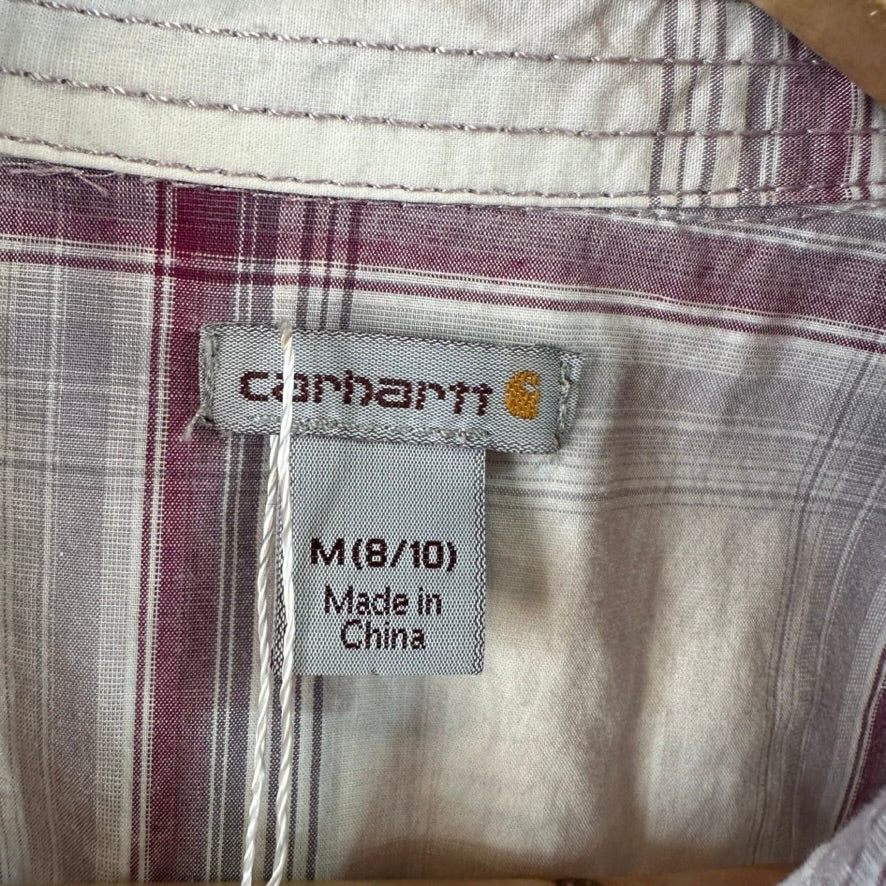 carhartt
M (8/10)
Made in
China